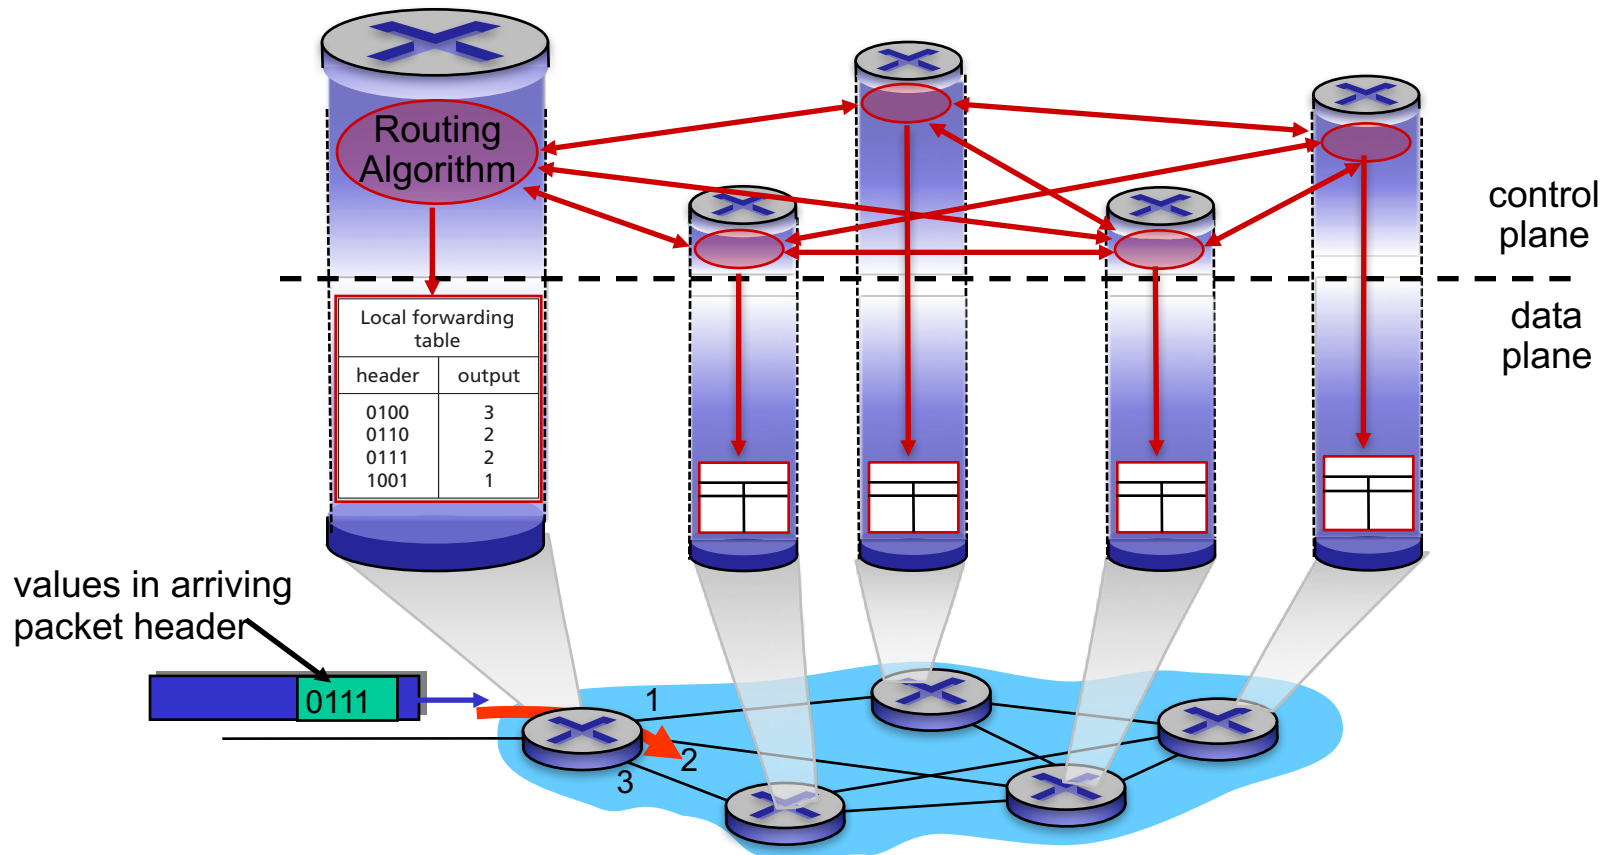 Routing
Algorithm
control
plane
data
plane
Local forwarding
table
header output
0100 3
0110 2
0111 2
1001 1
values in arriving
packet header
0111
1
2
3